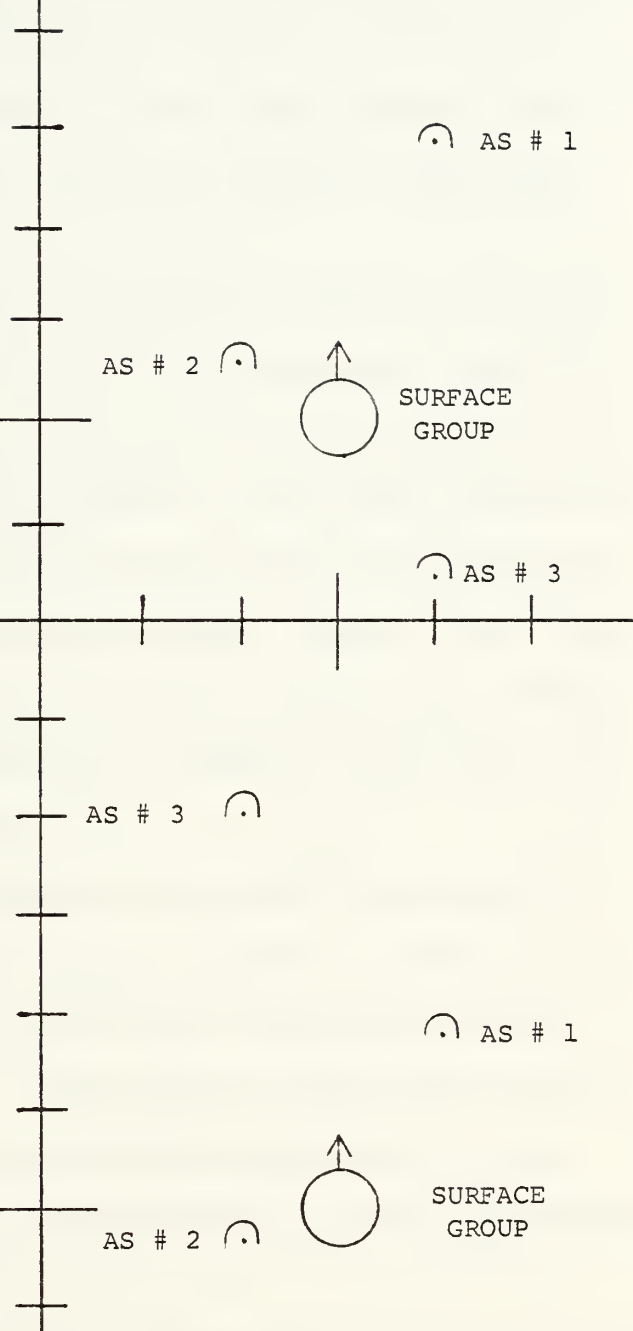 AS # 1
AS # 2
SURFACE
GROUP
AS # 3
AS # 3
AS # 1
SURFACE
GROUP
AS # 2